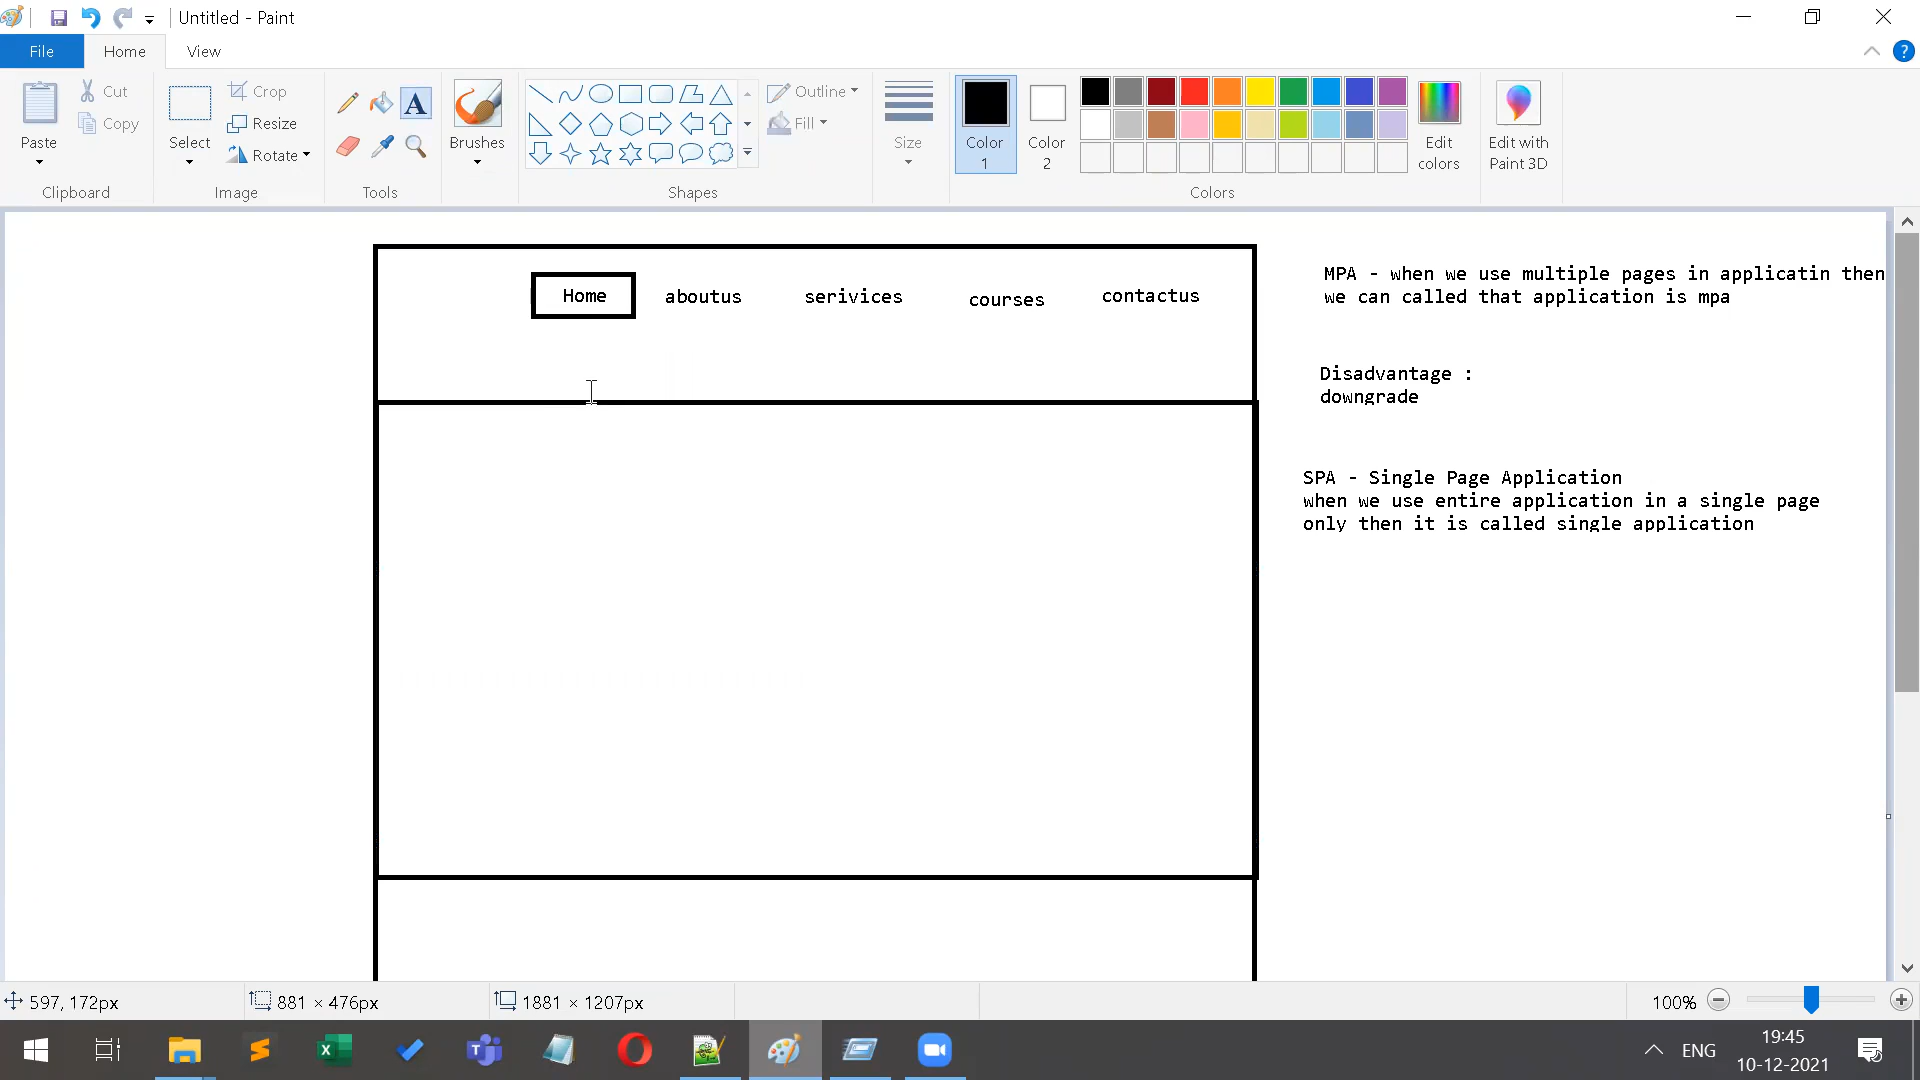 Untitled - Paint
File
Home
View
Paste
Cut
Copy
Clipboard
Select
Crop
Resize
Rotate
Image
A
Tools
Brushes
Outline
Fill
Shapes
Size
Color
1
Color
2
Edit
colors
Colors
Edit with
Paint 3D
Home
aboutus
serivices
courses
contactus
MPA - when we use multiple pages in applicatin then
we can called that application is mpa
Disadvantage :
downgrade
SPA - Single Page Application
when we use entire application in a single page
only then it is called single application
597, 172px
881 × 476px
1881 × 1207px
100%
ENG
19:45
10-12-2021